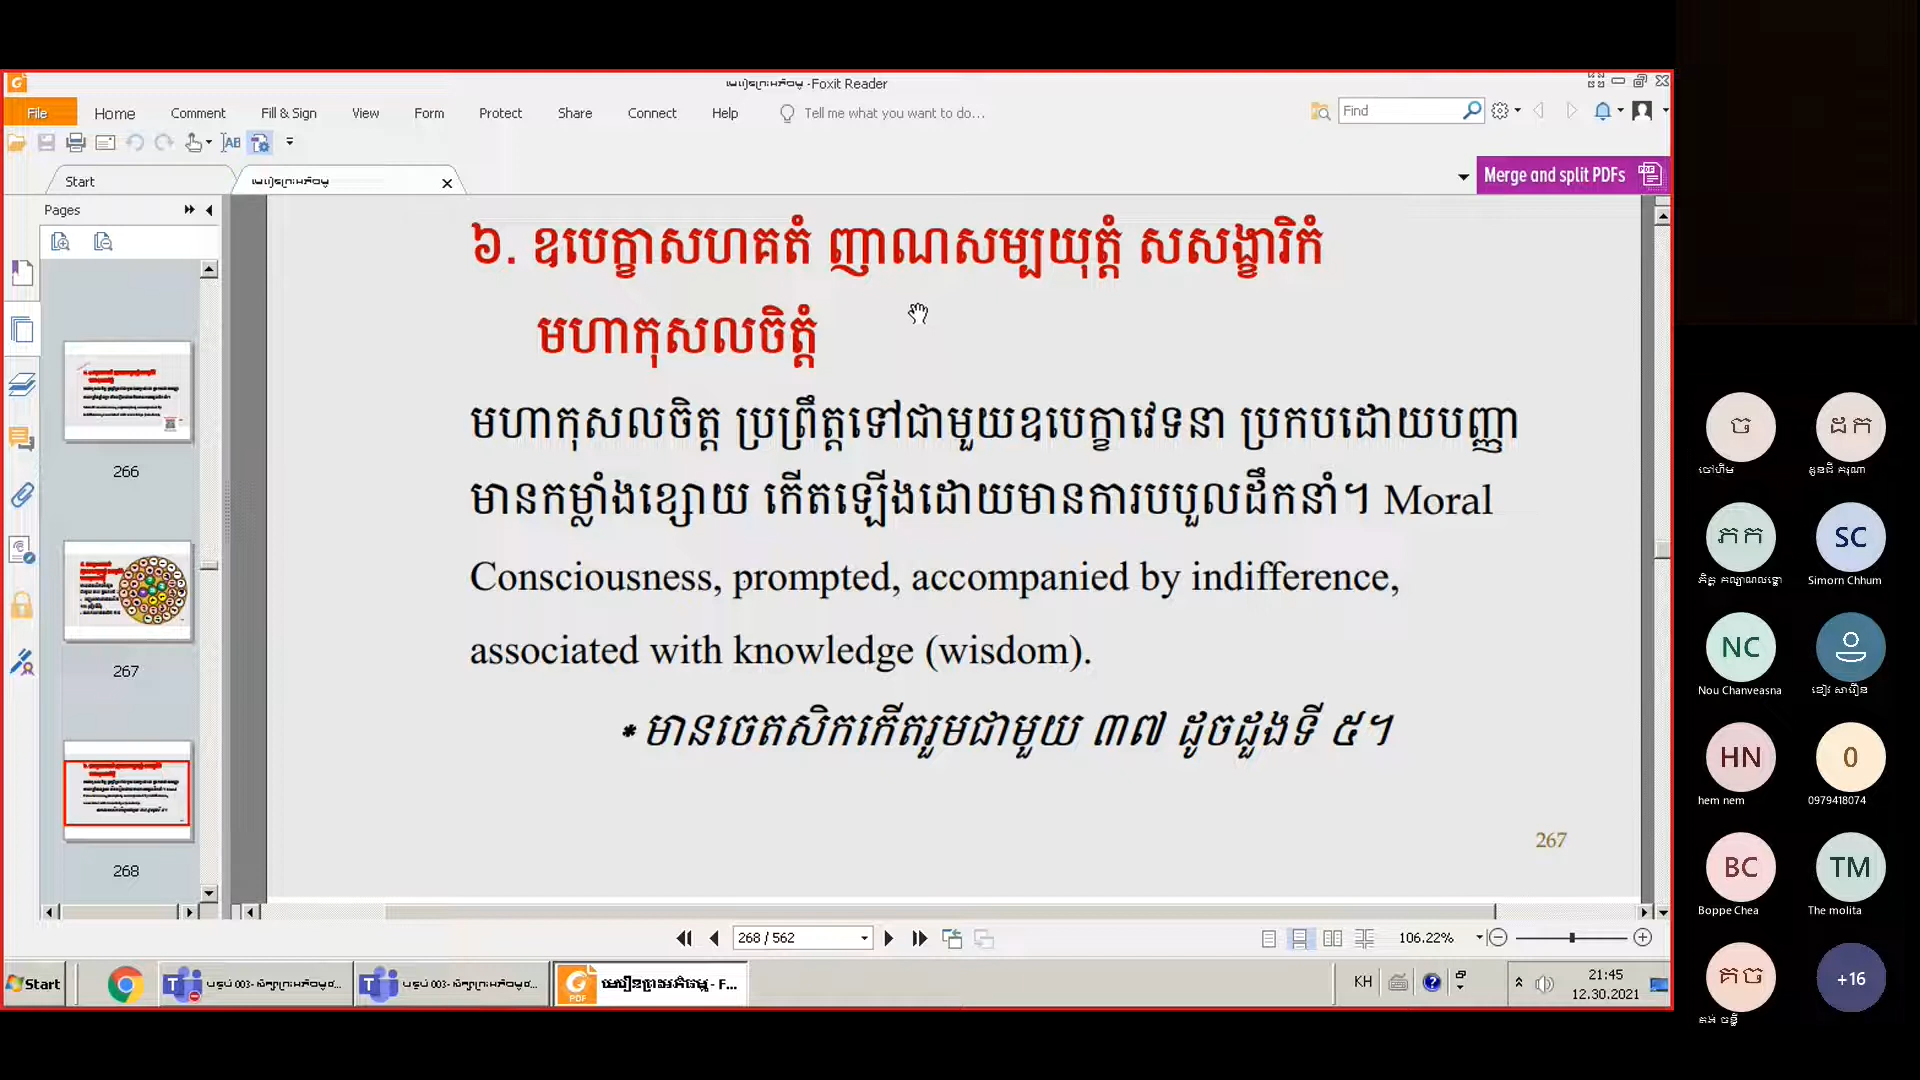 -Foxit Reader
File Home Comment Fill & Sign View Form Protect Share Connect Help Tell me what you want to do... Find
Start
Merge and split PDFs
Pages
266
267
268
៦. ឧបេក្ខាសហគតំ ញាណសម្បយុត្តំ សសង្ខារិកំ
មហាកុសលចិត្តំ
មហាកុសលចិត្ត ប្រព្រឹត្តទៅជាមួយឧបេក្ខាវេទនា ប្រកបដោយបញ្ញា
មានកម្លាំងខ្សោយ កើតឡើងដោយមានការបបួលដឹកនាំ។ Moral
Consciousness, prompted, accompanied by indifference,
associated with knowledge (wisdom).
* មានចេតសិកកើតរួមជាមួយ ៣៧ ដូចដួងទី ៥។
267
268 / 562
106.22%
Start
KH
21:45
12.30.2021
ច
ដក
ភក
SC
Simorn Chhum
NC
Nou Chanveasna
HN
hem nem
0
0979418074
BC
Boppe Chea
TM
The molita
គច
+16